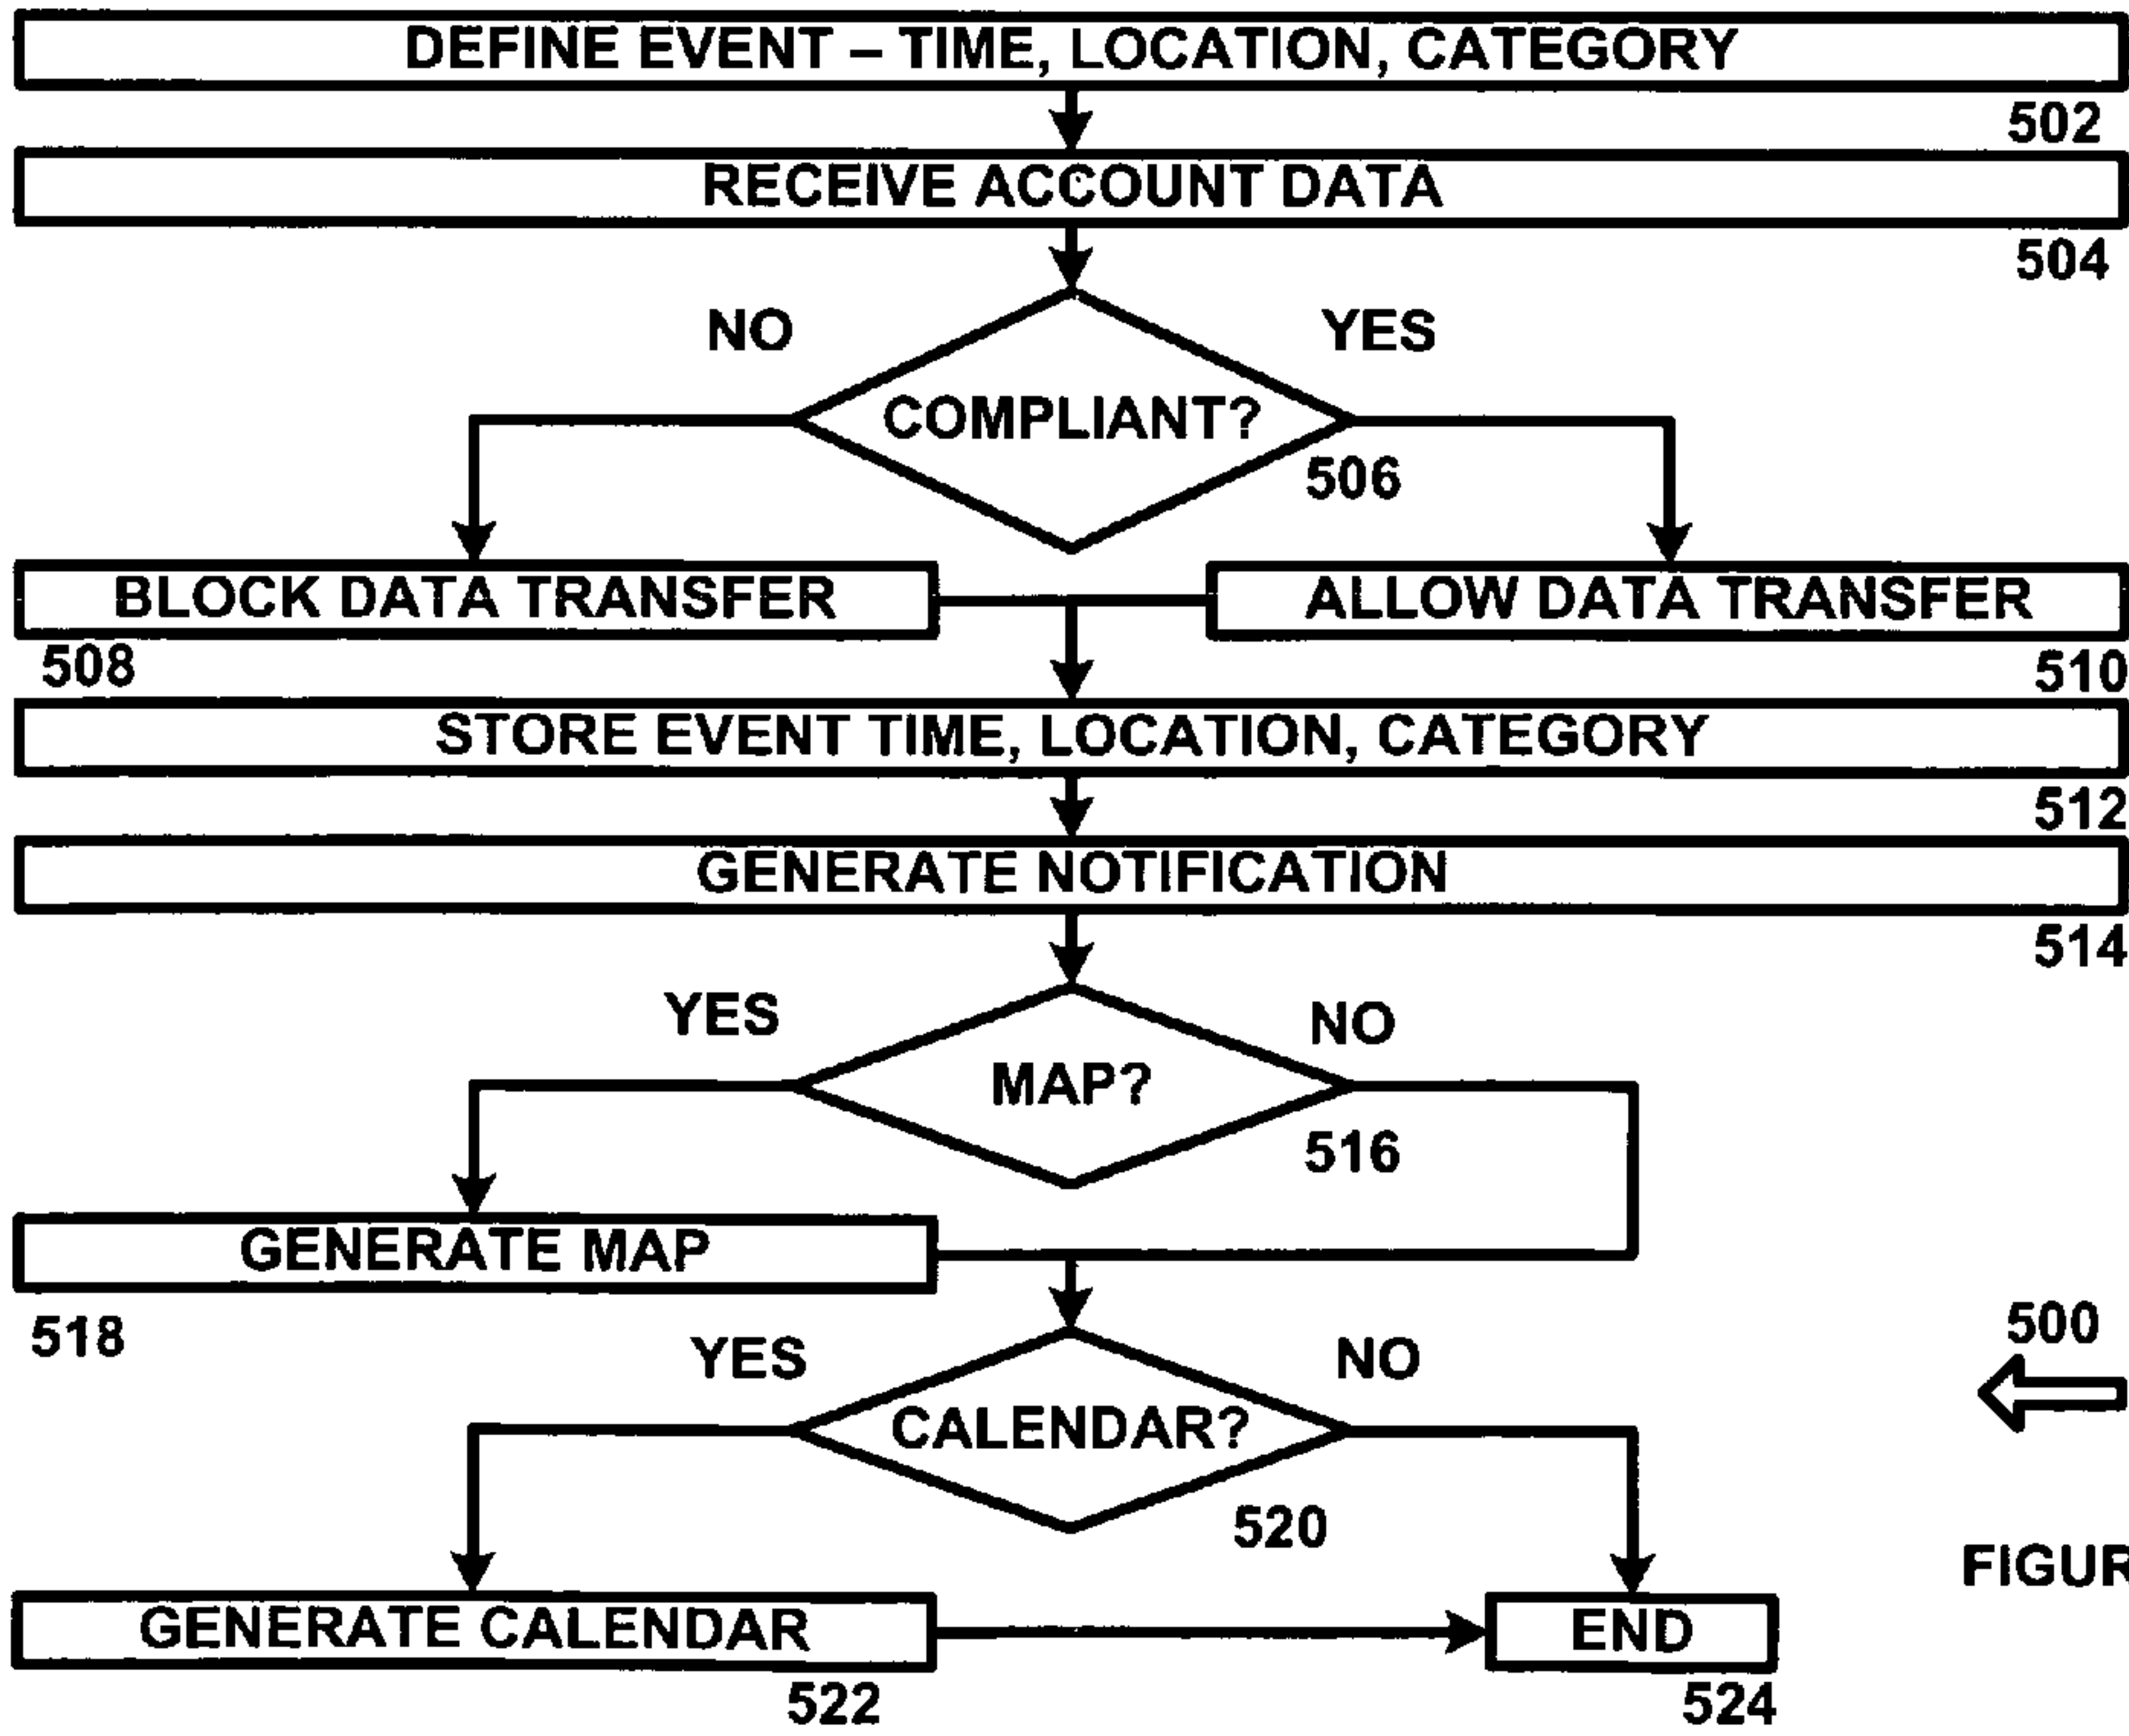 DEFINE EVENT – TIME, LOCATION, CATEGORY
502
RECEIVE ACCOUNT DATA
504
NO
YES
COMPLIANT?
506
BLOCK DATA TRANSFER
ALLOW DATA TRANSFER
508
510
STORE EVENT TIME, LOCATION, CATEGORY
512
GENERATE NOTIFICATION
514
YES
NO
MAP?
516
GENERATE MAP
518
500
YES
NO
CALENDAR?
520
FIGUR
GENERATE CALENDAR
END
522
524